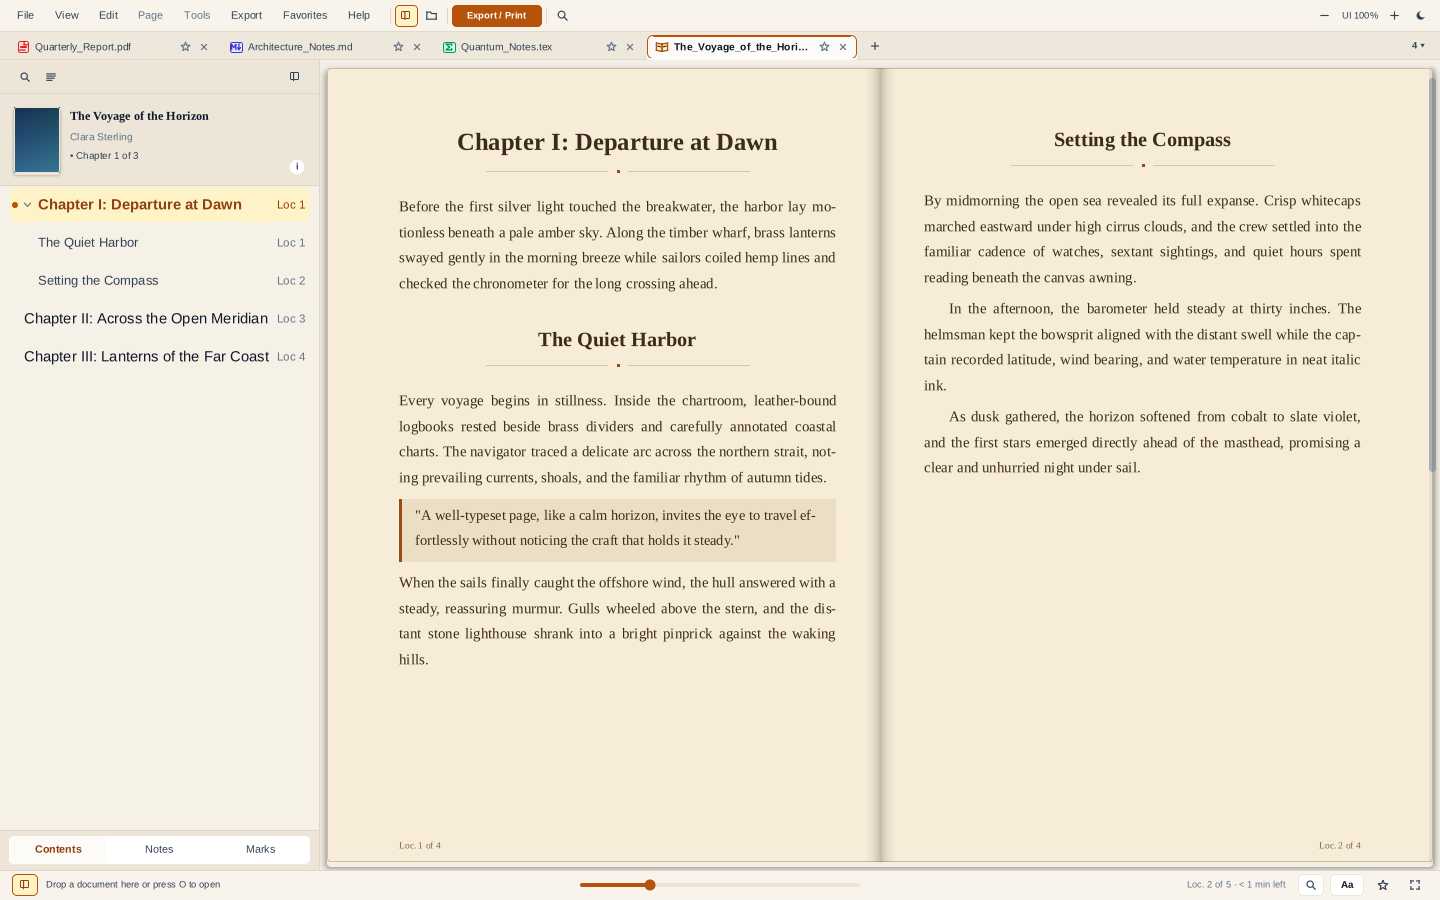 File View Edit Page Tools Export Favorites Help Export / Print UI 100%
Quarterly_Report.pdf Architecture_Notes.md Quantum_Notes.tex The_Voyage_of_the_Hori... 4
The Voyage of the Horizon
Clara Sterling
• Chapter 1 of 3
i
Chapter I: Departure at Dawn Loc 1
The Quiet Harbor Loc 1
Setting the Compass Loc 2
Chapter II: Across the Open Meridian Loc 3
Chapter III: Lanterns of the Far Coast Loc 4
Contents Notes Marks
Chapter I: Departure at Dawn
Before the first silver light touched the breakwater, the harbor lay mo-
tionless beneath a pale amber sky. Along the timber wharf, brass lanterns
swayed gently in the morning breeze while sailors coiled hemp lines and
checked the chronometer for the long crossing ahead.
The Quiet Harbor
Every voyage begins in stillness. Inside the chartroom, leather-bound
logbooks rested beside brass dividers and carefully annotated coastal
charts. The navigator traced a delicate arc across the northern strait, not-
ing prevailing currents, shoals, and the familiar rhythm of autumn tides.
"A well-typeset page, like a calm horizon, invites the eye to travel ef-
fortlessly without noticing the craft that holds it steady."
When the sails finally caught the offshore wind, the hull answered with a
steady, reassuring murmur. Gulls wheeled above the stern, and the dis-
tant stone lighthouse shrank into a bright pinprick against the waking
hills.
Loc. 1 of 4
Setting the Compass
By midmorning the open sea revealed its full expanse. Crisp whitecaps
marched eastward under high cirrus clouds, and the crew settled into the
familiar cadence of watches, sextant sightings, and quiet hours spent
reading beneath the canvas awning.
In the afternoon, the barometer held steady at thirty inches. The
helmsman kept the bowsprit aligned with the distant swell while the cap-
tain recorded latitude, wind bearing, and water temperature in neat italic
ink.
As dusk gathered, the horizon softened from cobalt to slate violet,
and the first stars emerged directly ahead of the masthead, promising a
clear and unhurried night under sail.
Loc. 2 of 4
Drop a document here or press O to open Loc. 2 of 5 · < 1 min left Aa